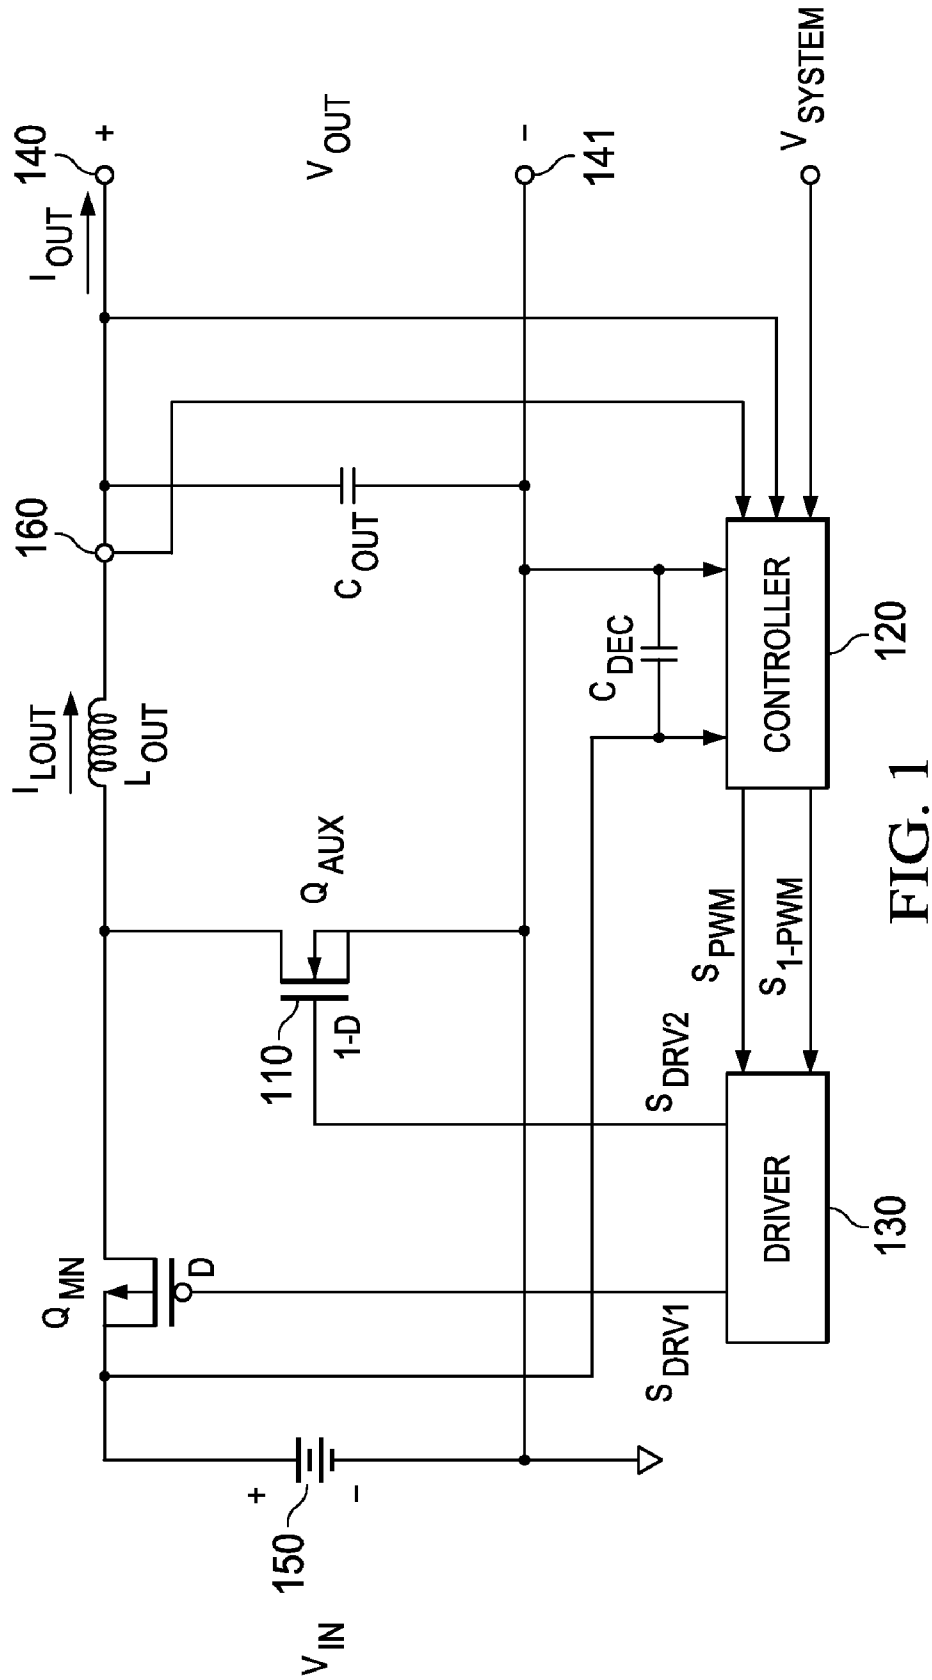 V_IN
150
+
−
Q_MN
D
S_DRV1
110
1-D
Q_AUX
S_DRV2
I_LOUT
L_OUT
160
C_OUT
C_DEC
I_OUT
140
+
V_OUT
−
141
V_SYSTEM
DRIVER
130
S_PWM
S_1-PWM
CONTROLLER
120
FIG. 1